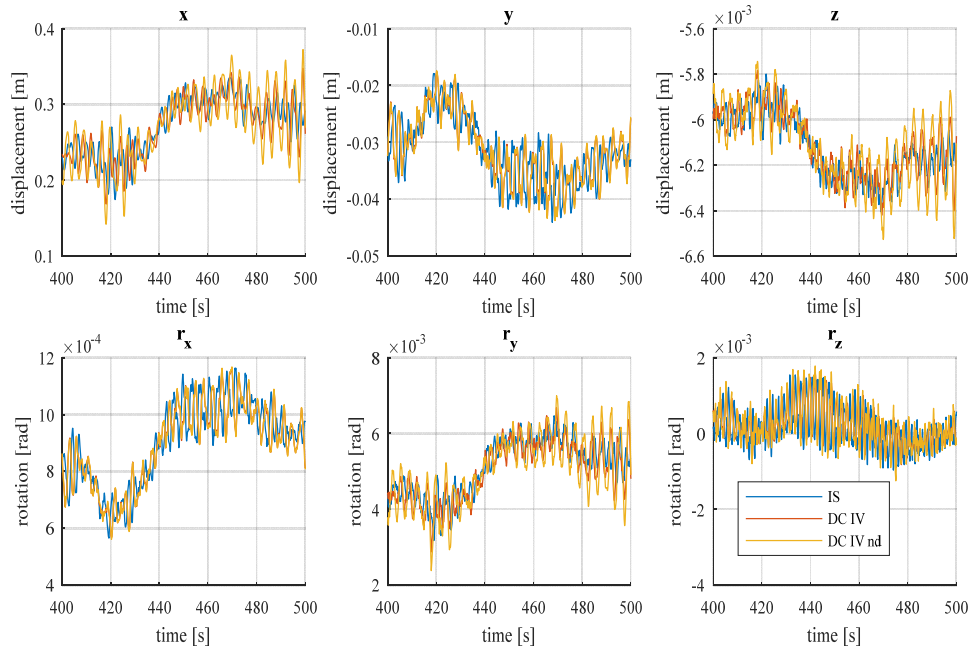 x
0.4
0.3
0.2
0.1
displacement [m]
400 420 440 460 480 500
time [s]
y
-0.01
-0.02
-0.03
-0.04
-0.05
displacement [m]
400 420 440 460 480 500
time [s]
z
×10-3
-5.6
-5.8
-6
-6.2
-6.4
-6.6
displacement [m]
400 420 440 460 480 500
time [s]
rx
×10-4
12
10
8
6
4
rotation [rad]
400 420 440 460 480 500
time [s]
ry
×10-3
8
6
4
2
rotation [rad]
400 420 440 460 480 500
time [s]
rz
×10-3
2
0
-2
-4
rotation [rad]
IS
DC IV
DC IV nd
400 420 440 460 480 500
time [s]